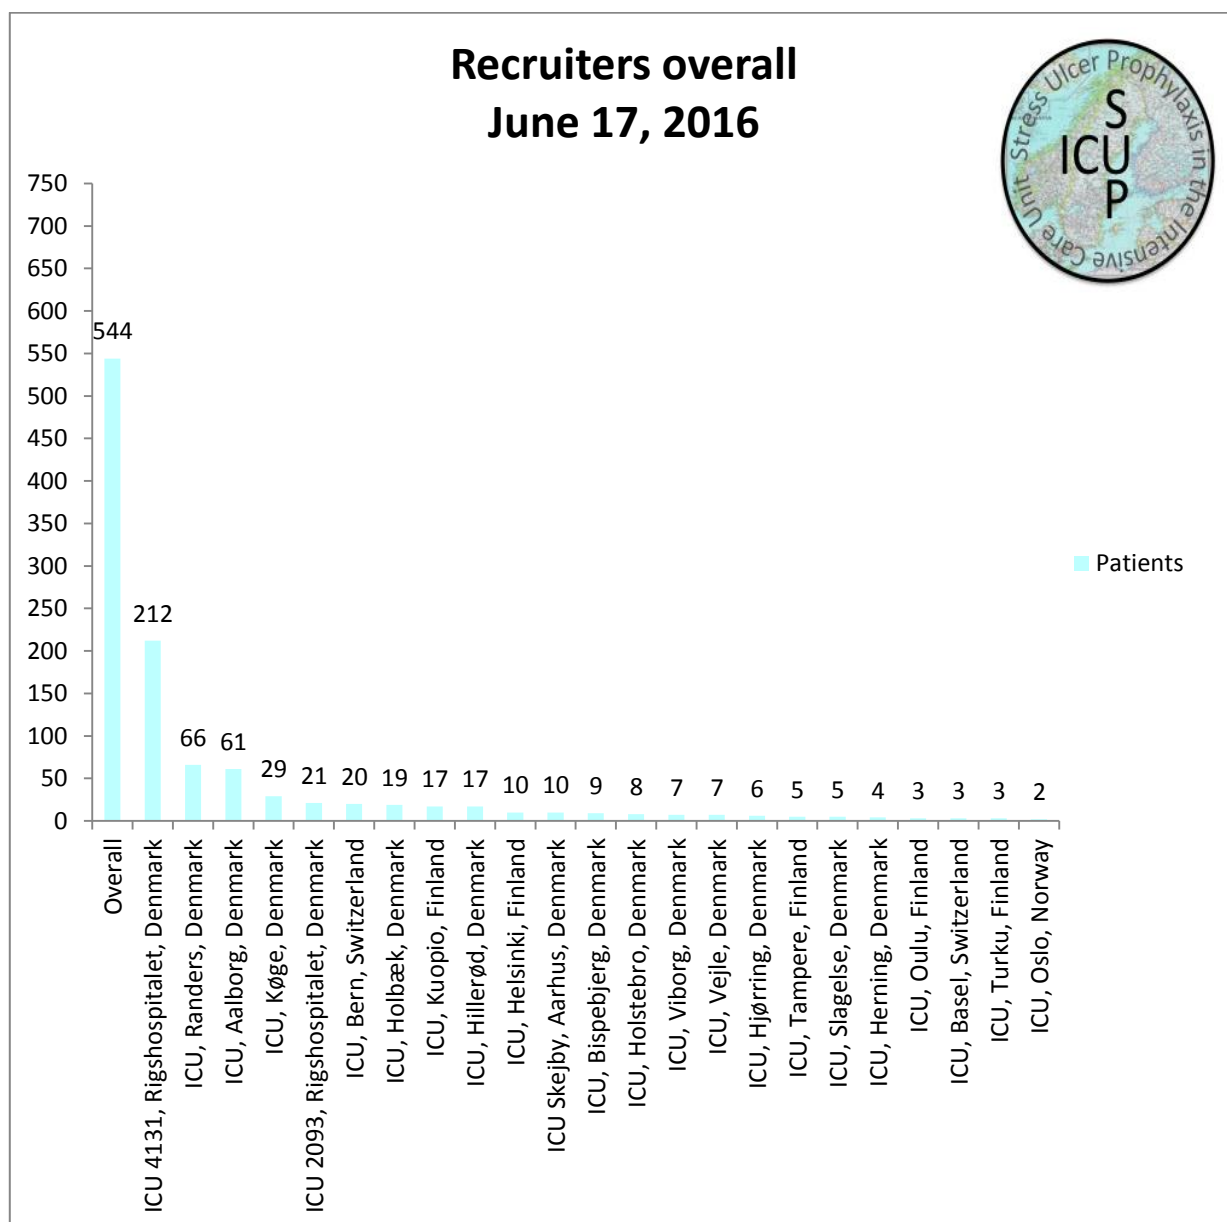 Recruiters overall
June 17, 2016
Stress Ulcer Prophylaxis in the Intensive Care Unit
S
ICU
P
750
700
650
600
550
500
450
400
350
300
250
200
150
100
50
0
544
212
66
61
29
21
20
19
17
17
10
10
9
8
7
7
6
5
5
4
3
3
3
2
Overall
ICU 4131, Rigshospitalet, Denmark
ICU, Randers, Denmark
ICU, Aalborg, Denmark
ICU, Køge, Denmark
ICU 2093, Rigshospitalet, Denmark
ICU, Bern, Switzerland
ICU, Holbæk, Denmark
ICU, Kuopio, Finland
ICU, Hillerød, Denmark
ICU, Helsinki, Finland
ICU Skejby, Aarhus, Denmark
ICU, Bispebjerg, Denmark
ICU, Holstebro, Denmark
ICU, Viborg, Denmark
ICU, Vejle, Denmark
ICU, Hjørring, Denmark
ICU, Tampere, Finland
ICU, Slagelse, Denmark
ICU, Herning, Denmark
ICU, Oulu, Finland
ICU, Basel, Switzerland
ICU, Turku, Finland
ICU, Oslo, Norway
Patients